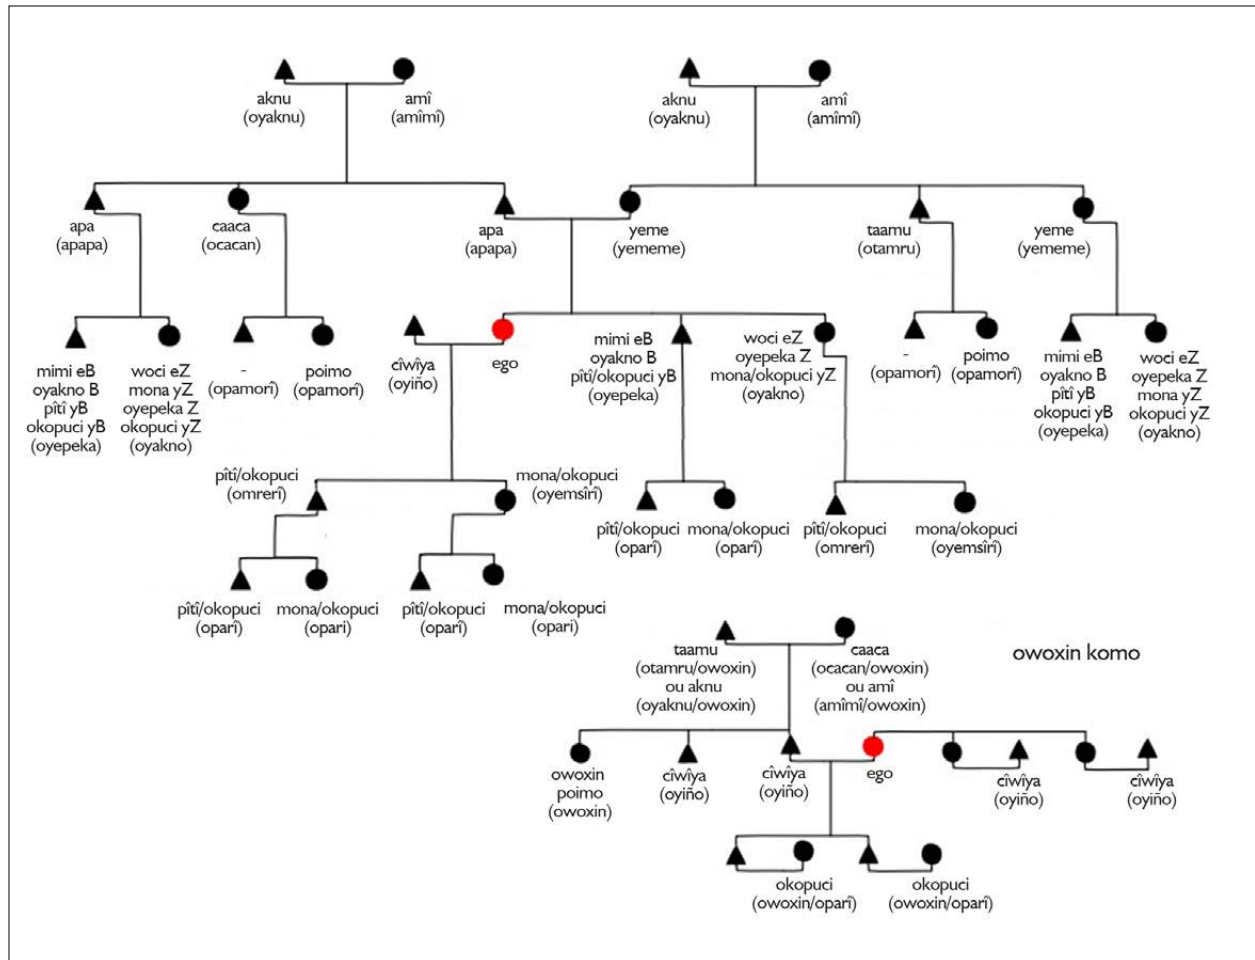 aknu
(oyaknu)
amî
(amîmî)
aknu
(oyaknu)
amî
(amîmî)
apa
(apapa)
caaca
(ocacan)
apa
(apapa)
yeme
(yememe)
taamu
(otamru)
yeme
(yememe)
mimi eB
oyakno B
pîtî yB
okopuci yB
(oyepeka)
woci eZ
mona yZ
oyepeka Z
okopuci yZ
(oyakno)
-
(opamorî)
poimo
(opamorî)
cîwîya
(oyiño)
ego
mimi eB
oyakno B
pîtî/okopuci yB
(oyepeka)
woci eZ
oyepeka Z
mona/okopuci yZ
(oyakno)
-
(opamorî)
poimo
(opamorî)
mimi eB
oyakno B
pîtî yB
okopuci yB
(oyepeka)
woci eZ
oyepeka Z
mona yZ
okopuci yZ
(oyakno)
pîtî/okopuci
(omrerî)
mona/okopuci
(oyemsîrî)
pîtî/okopuci
(oparî)
mona/okopuci
(oparî)
pîtî/okopuci
(omrerî)
mona/okopuci
(oyemsîrî)
pîtî/okopuci
(oparî)
mona/okopuci
(opari)
pîtî/okopuci
(oparî)
mona/okopuci
(opari)
owoxin komo
taamu
(otamru/owoxin)
ou aknu
(oyaknu/owoxin)
caaca
(ocacan/owoxin)
ou amî
(amîmî/owoxin)
owoxin
poimo
(owoxin)
cîwîya
(oyiño)
cîwîya
(oyiño)
ego
cîwîya
(oyiño)
cîwîya
(oyiño)
okopuci
(owoxin/oparî)
okopuci
(owoxin/oparî)